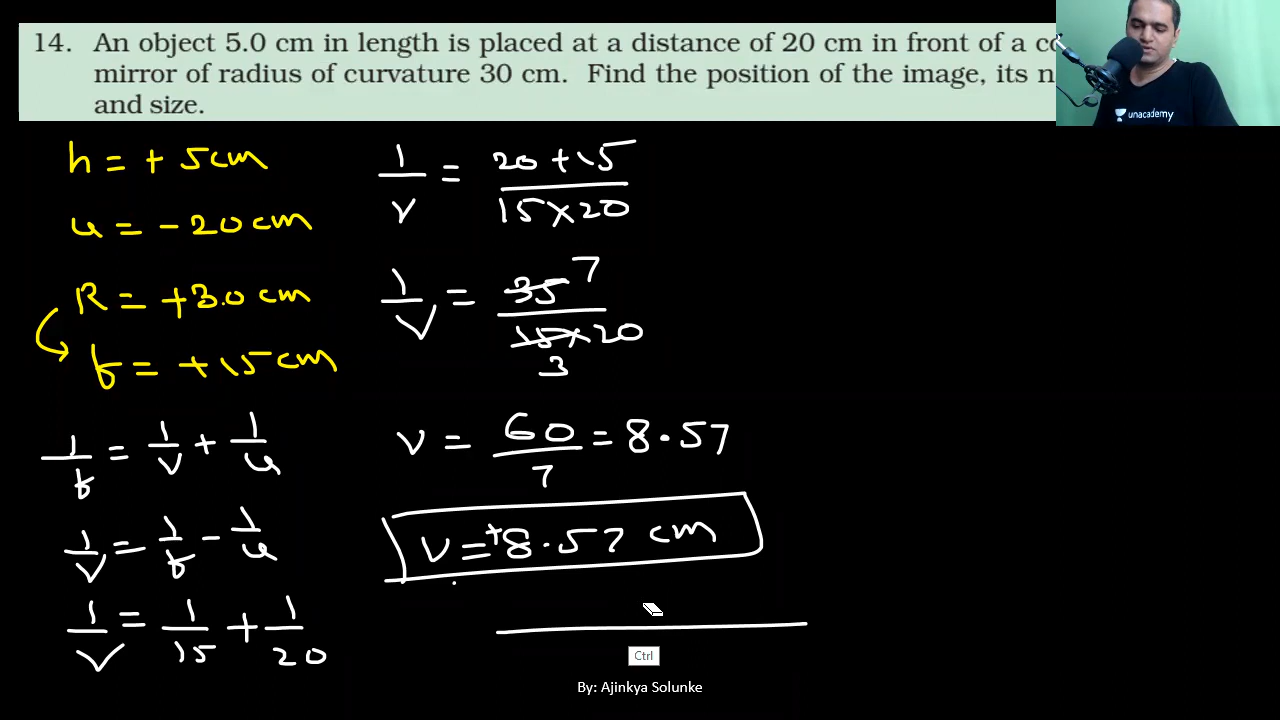 14. An object 5.0 cm in length is placed at a distance of 20 cm in front of a
mirror of radius of curvature 30 cm. Find the position of the image, its
and size.
unacademy
h = + 5cm
u = - 20 cm
R = + 30 cm
f = + 15 cm
1/f = 1/v + 1/u
1/v = 1/f - 1/u
1/v = 1/15 + 1/20
1/v = 20 + 15 / 15 × 20
1/v = 35 7 / 15 × 20 3
v = 60/7 = 8.57
v = +8.57 cm
Ctrl
By: Ajinkya Solunke